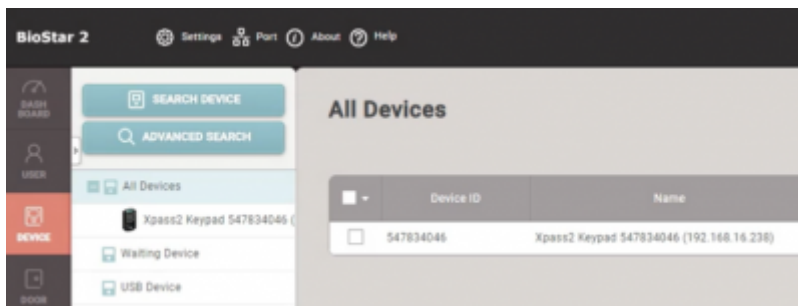 BioStar 2 Settings Port About Help
DASH BOARD
USER
DEVICE
DOOR
SEARCH DEVICE
ADVANCED SEARCH
All Devices
Xpass2 Keypad 547834046 (
Waiting Device
USB Device
All Devices
Device ID Name
547834046 Xpass2 Keypad 547834046 (192.168.16.238)